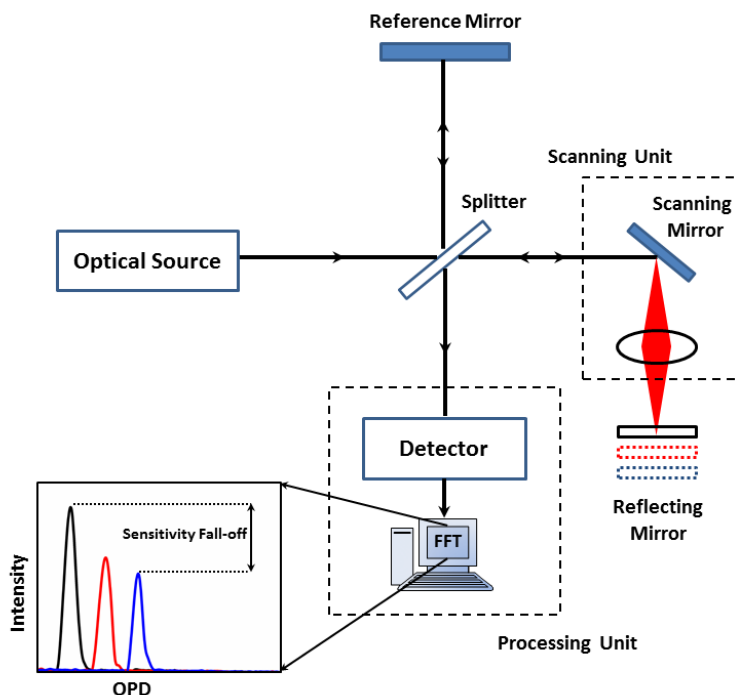 Reference Mirror
Scanning Unit
Splitter
Scanning
Mirror
Optical Source
Detector
Reflecting
Mirror
FFT
Sensitivity Fall-off
Intensity
OPD
Processing Unit